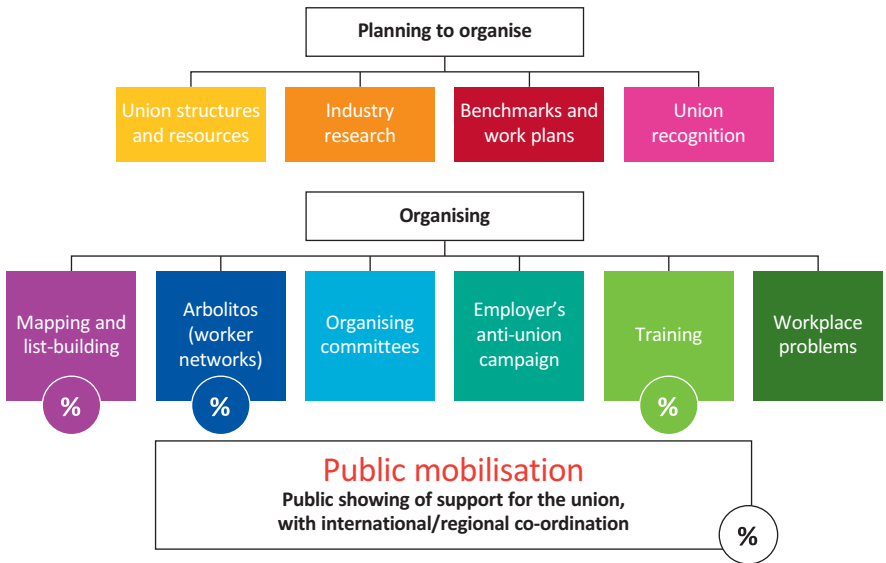 Planning to organise
Union structures
and resources
Industry
research
Benchmarks and
work plans
Union
recognition
Organising
Mapping and
list-building
Arbolitos
(worker
networks)
Organising
committees
Employer’s
anti-union
campaign
Training
Workplace
problems
%
%
%
Public mobilisation
Public showing of support for the union,
with international/regional co-ordination
%